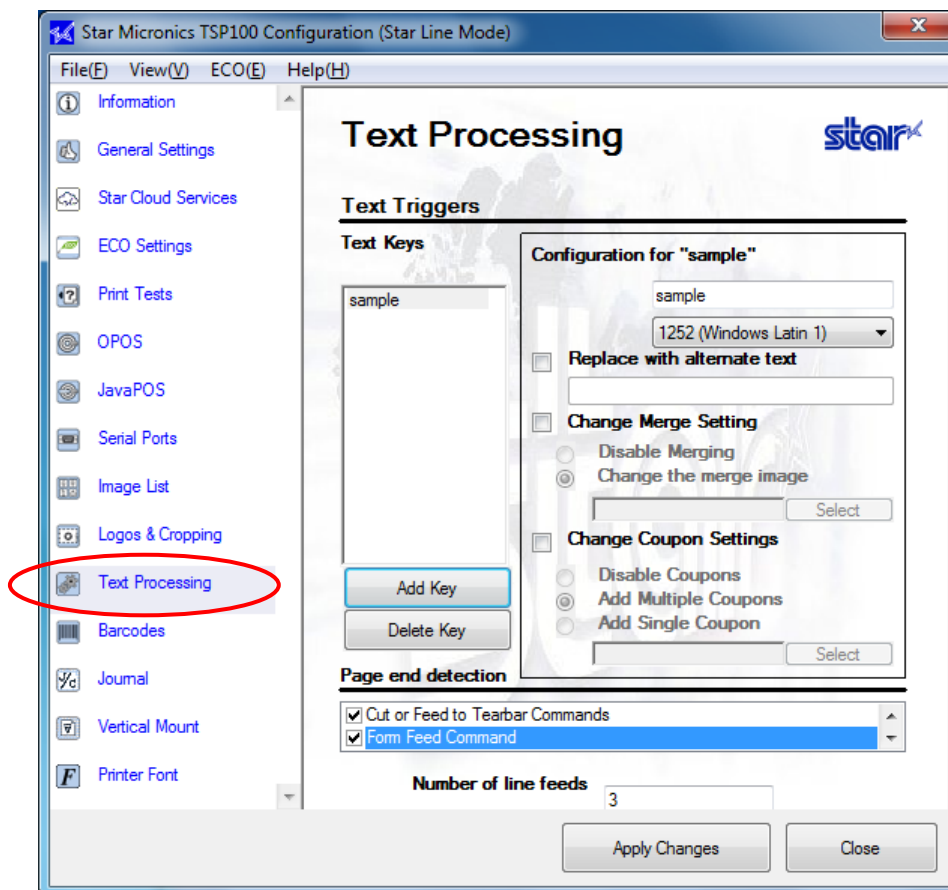 Star Micronics TSP100 Configuration (Star Line Mode)
File(F) View(V) ECO(E) Help(H)
Information
General Settings
Star Cloud Services
ECO Settings
Print Tests
OPOS
JavaPOS
Serial Ports
Image List
Logos & Cropping
Text Processing
Barcodes
Journal
Vertical Mount
Printer Font
Text Processing
star
Text Triggers
Text Keys
sample
Add Key
Delete Key
Configuration for "sample"
sample
1252 (Windows Latin 1)
Replace with alternate text
Change Merge Setting
Disable Merging
Change the merge image
Select
Change Coupon Settings
Disable Coupons
Add Multiple Coupons
Add Single Coupon
Select
Page end detection
Cut or Feed to Tearbar Commands
Form Feed Command
Number of line feeds
3
Apply Changes
Close